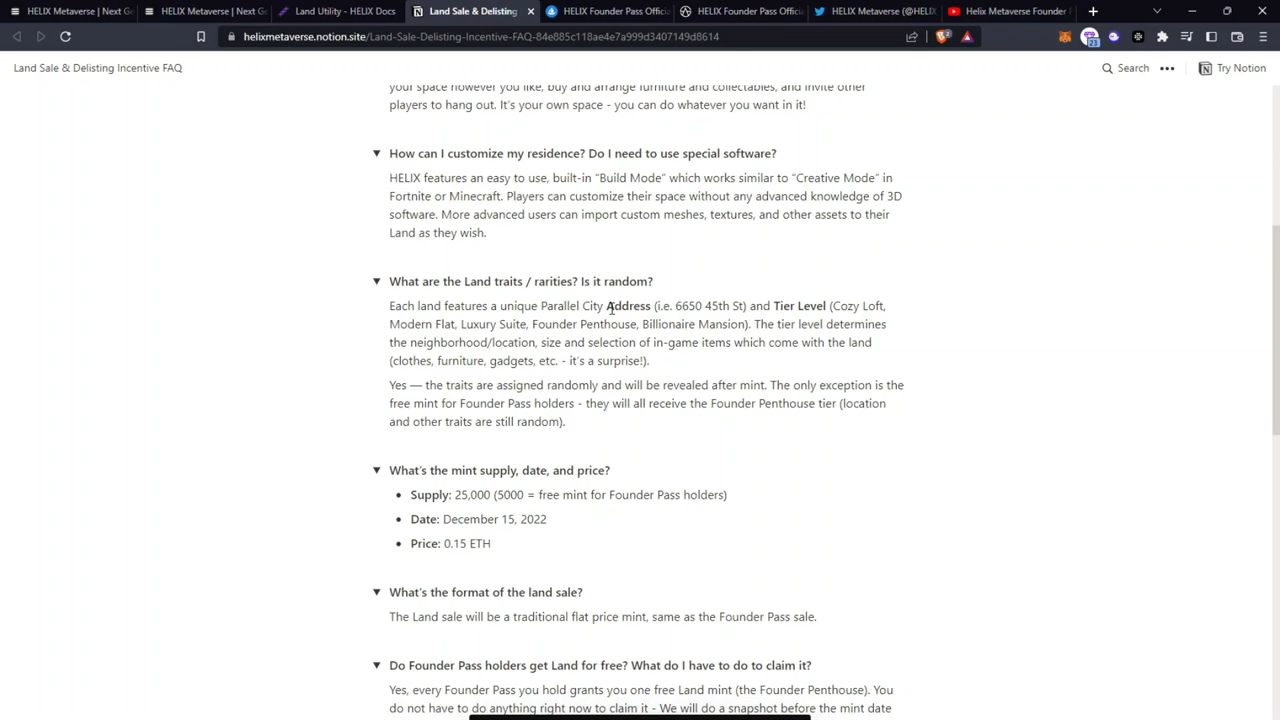 HELIX Metaverse | Next G
HELIX Metaverse | Next G
Land Utility - HELIX Docs
Land Sale & Delisting
HELIX Founder Pass Offici
HELIX Founder Pass Offici
HELIX Metaverse (@HELIX
Helix Metaverse Founder
helixmetaverse.notion.site/Land-Sale-Delisting-Incentive-FAQ-84e885c118ae4e7a999d3407149d8614
2
23
Land Sale & Delisting Incentive FAQ
Search
Try Notion
your space however you like, buy and arrange furniture and collectables, and invite other
players to hang out. It's your own space - you can do whatever you want in it!
How can I customize my residence? Do I need to use special software?
HELIX features an easy to use, built-in “Build Mode” which works similar to “Creative Mode” in
Fortnite or Minecraft. Players can customize their space without any advanced knowledge of 3D
software. More advanced users can import custom meshes, textures, and other assets to their
Land as they wish.
What are the Land traits / rarities? Is it random?
Each land features a unique Parallel City Address (i.e. 6650 45th St) and Tier Level (Cozy Loft,
Modern Flat, Luxury Suite, Founder Penthouse, Billionaire Mansion). The tier level determines
the neighborhood/location, size and selection of in-game items which come with the land
(clothes, furniture, gadgets, etc. - it's a surprise!).
Yes — the traits are assigned randomly and will be revealed after mint. The only exception is the
free mint for Founder Pass holders - they will all receive the Founder Penthouse tier (location
and other traits are still random).
What's the mint supply, date, and price?
• Supply: 25,000 (5000 = free mint for Founder Pass holders)
• Date: December 15, 2022
• Price: 0.15 ETH
What's the format of the land sale?
The Land sale will be a traditional flat price mint, same as the Founder Pass sale.
Do Founder Pass holders get Land for free? What do I have to do to claim it?
Yes, every Founder Pass you hold grants you one free Land mint (the Founder Penthouse). You
do not have to do anything right now to claim it - We will do a snapshot before the mint date